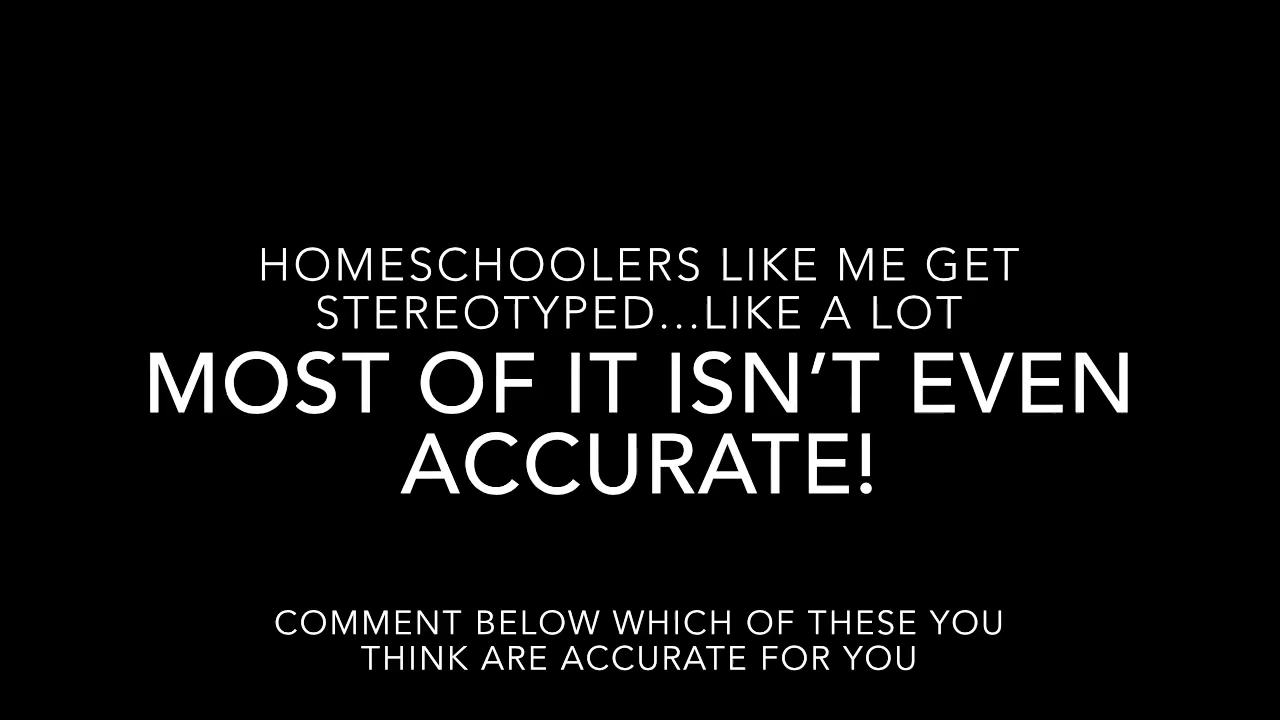 HOMESCHOOLERS LIKE ME GET
STEREOTYPED...LIKE A LOT
MOST OF IT ISN’T EVEN
ACCURATE!
COMMENT BELOW WHICH OF THESE YOU
THINK ARE ACCURATE FOR YOU